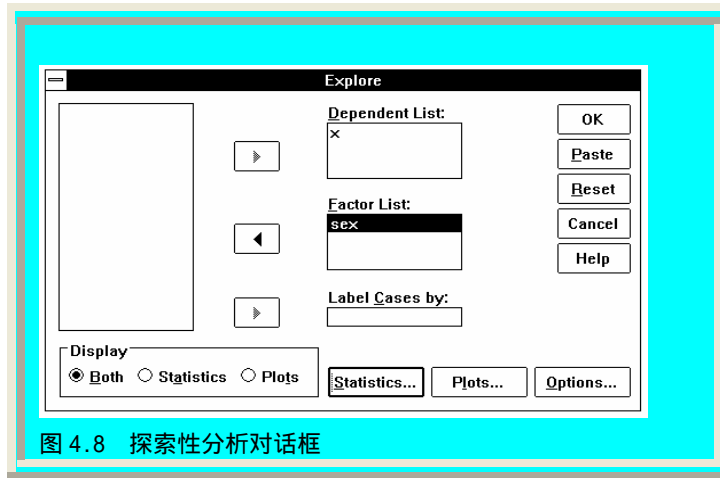 Explore
Dependent List:
x
Factor List:
sex
Label Cases by:
OK
Paste
Reset
Cancel
Help
Display
Both Statistics Plots
Statistics... Plots... Options...
图 4.8 探索性分析对话框